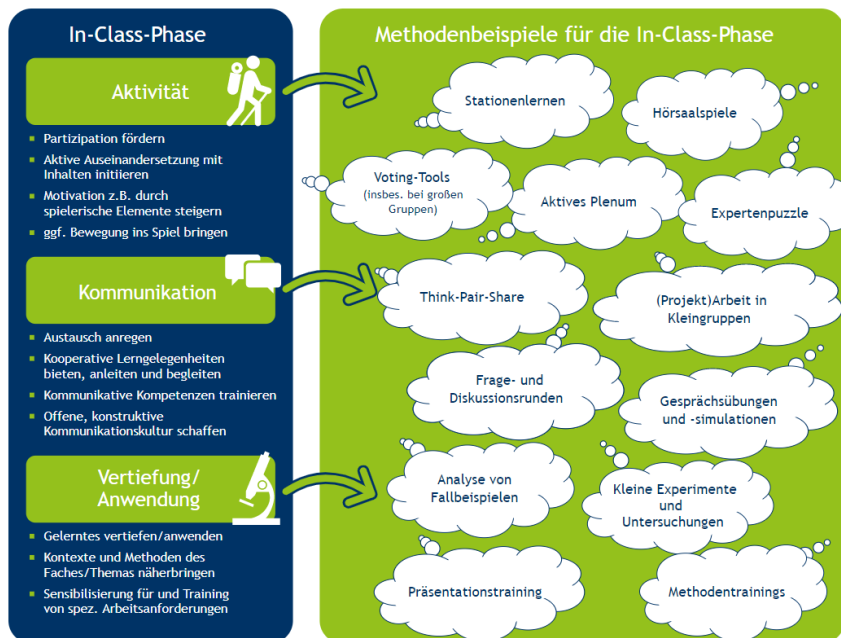 In-Class-Phase
Aktivität
Partizipation fördern
Aktive Auseinandersetzung mit
Inhalten initiieren
Motivation z.B. durch
spielerische Elemente steigern
ggf. Bewegung ins Spiel bringen
Kommunikation
Austausch anregen
Kooperative Lerngelegenheiten
bieten, anleiten und begleiten
Kommunikative Kompetenzen trainieren
Offene, konstruktive
Kommunikationskultur schaffen
Vertiefung/
Anwendung
Gelerntes vertiefen/anwenden
Kontexte und Methoden des
Faches/Themas näherbringen
Sensibilisierung für und Training
von spez. Arbeitsanforderungen
Methodenbeispiele für die In-Class-Phase
Stationenlernen
Hörsaalspiele
Voting-Tools
(insbes. bei großen
Gruppen)
Aktives Plenum
Expertenpuzzle
Think-Pair-Share
(Projekt)Arbeit in
Kleingruppen
Frage- und
Diskussionsrunden
Gesprächsübungen
und -simulationen
Analyse von
Fallbeispielen
Kleine Experimente
und
Untersuchungen
Präsentationstraining
Methodentrainings